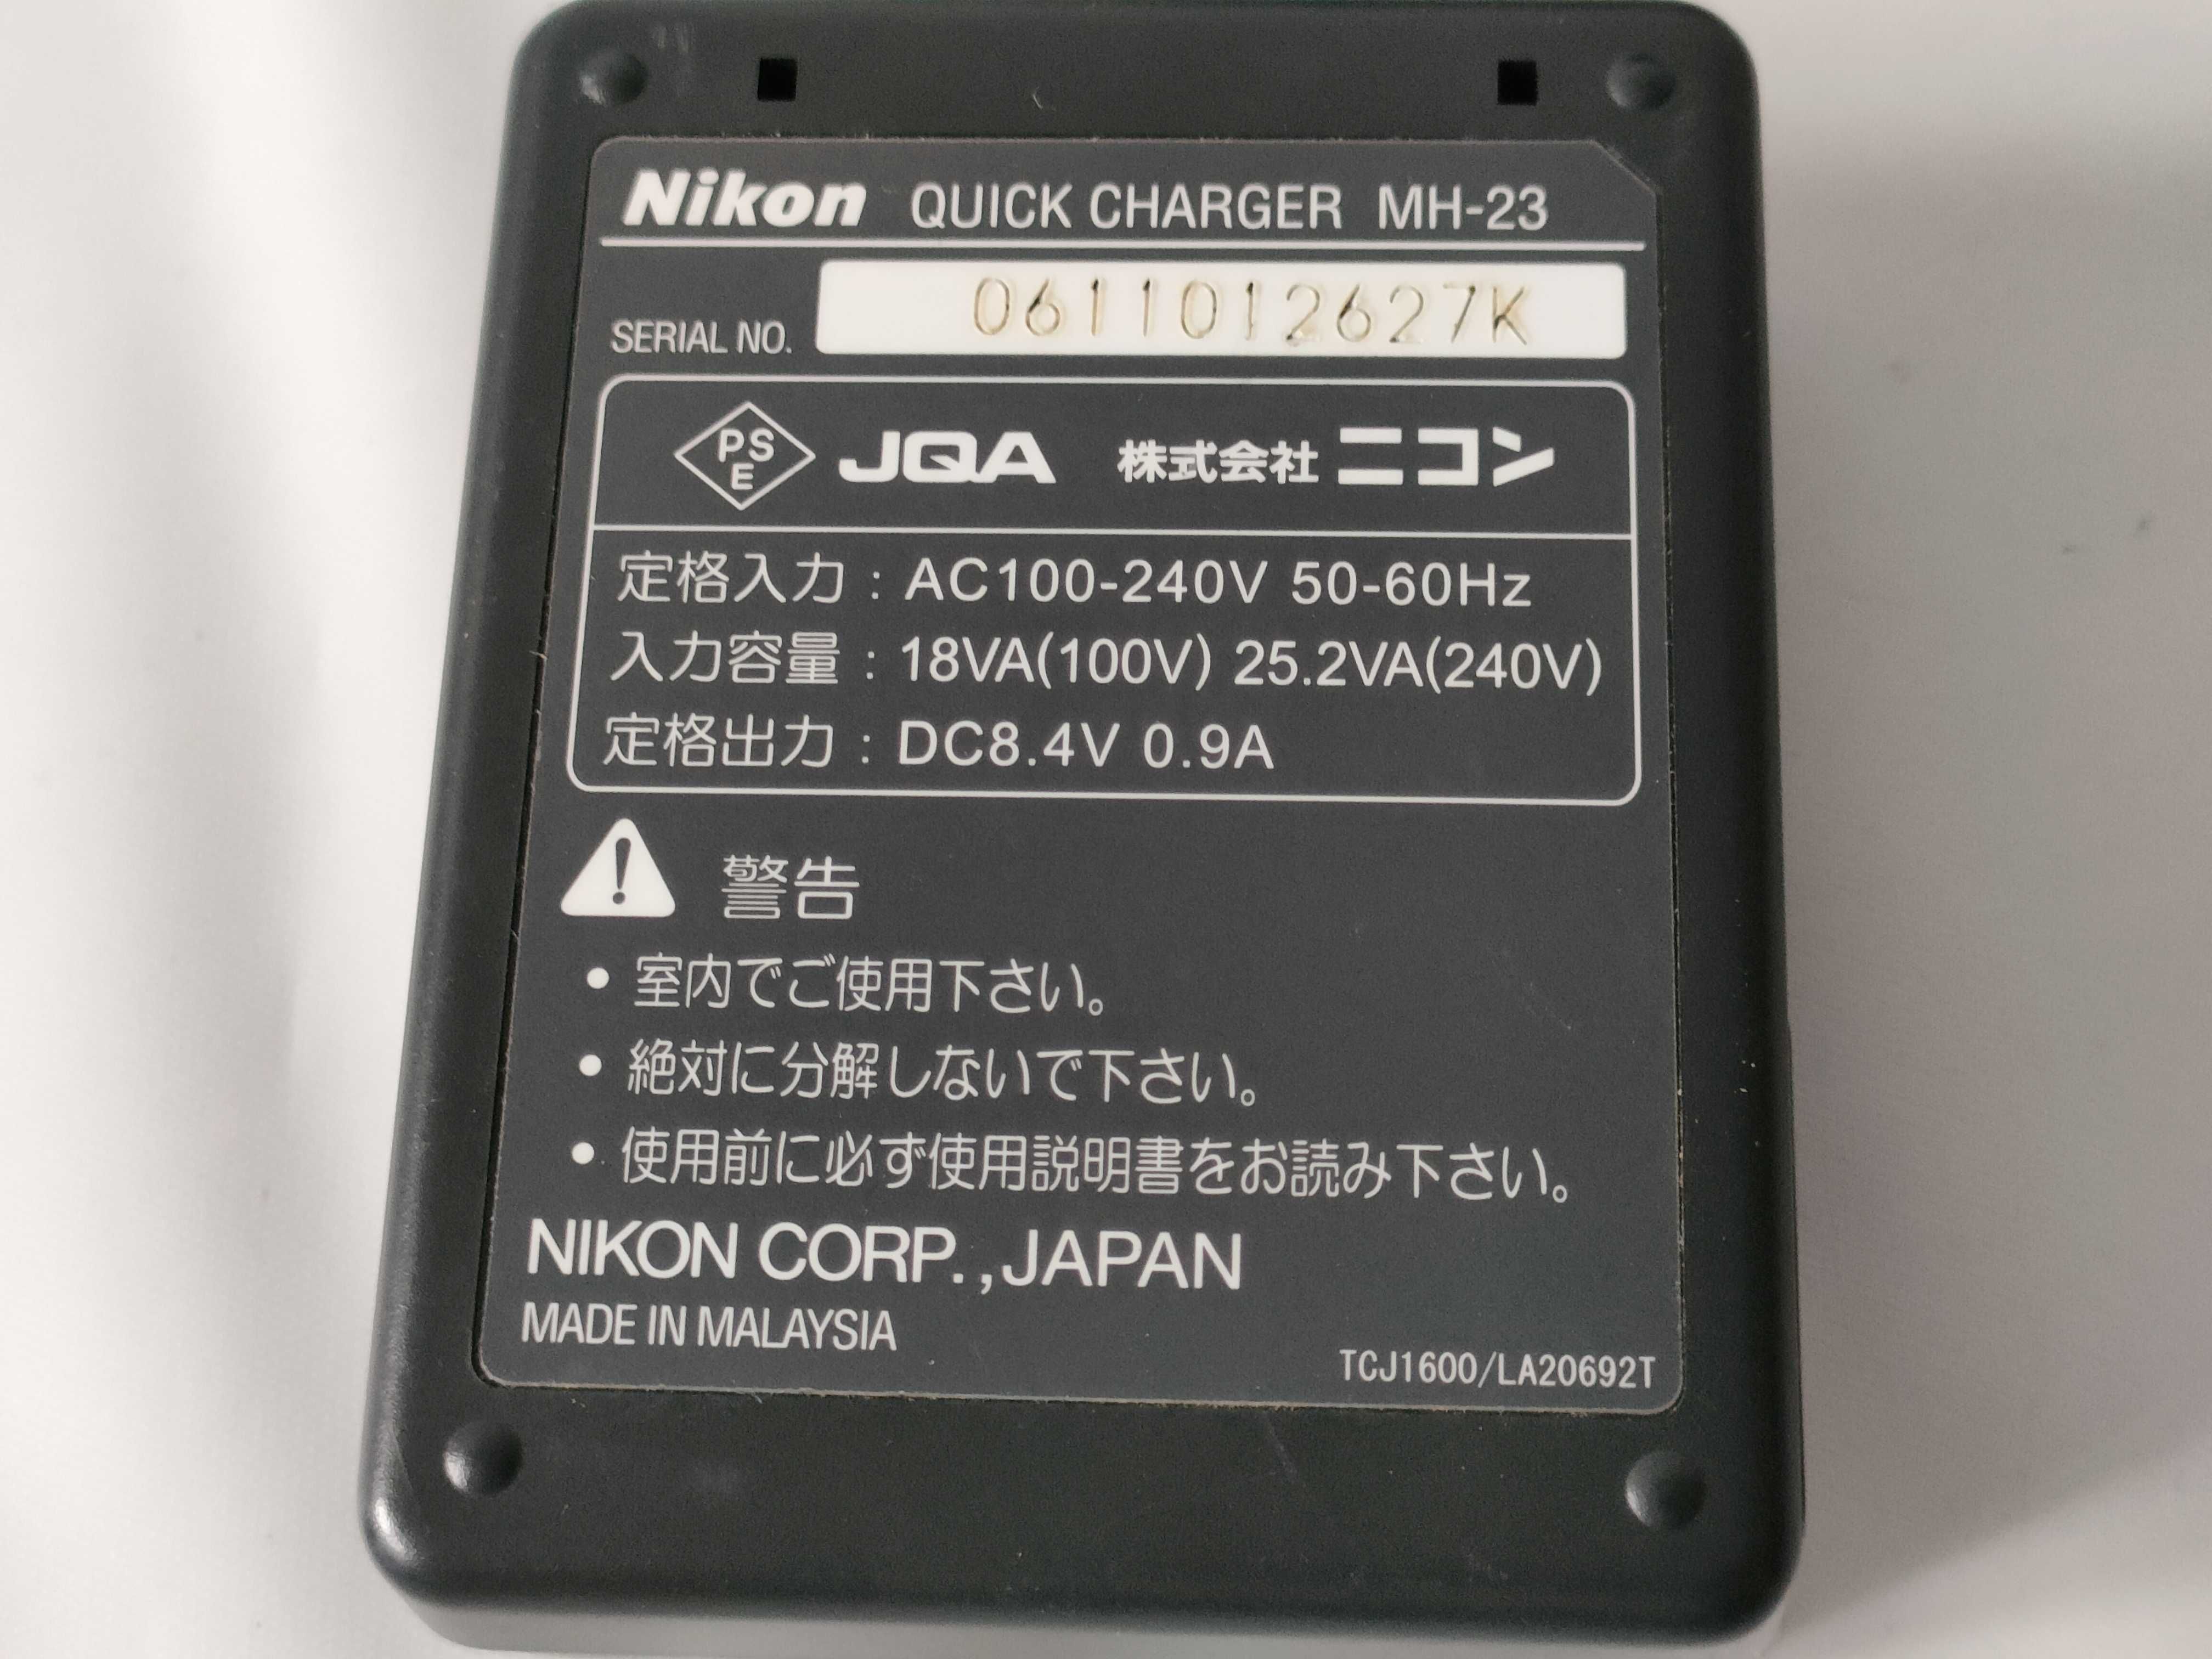 Nikon QUICK CHARGER MH-23
SERIAL NO. 0611012627K
PSE JQA 株式会社ニコン
定格入力：AC100-240V 50-60Hz
入力容量：18VA(100V) 25.2VA(240V)
定格出力：DC8.4V 0.9A
警告
• 室内でご使用下さい。
• 絶対に分解しないで下さい。
• 使用前に必ず使用説明書をお読み下さい。
NIKON CORP.,JAPAN
MADE IN MALAYSIA
TCJ1600/LA20692T